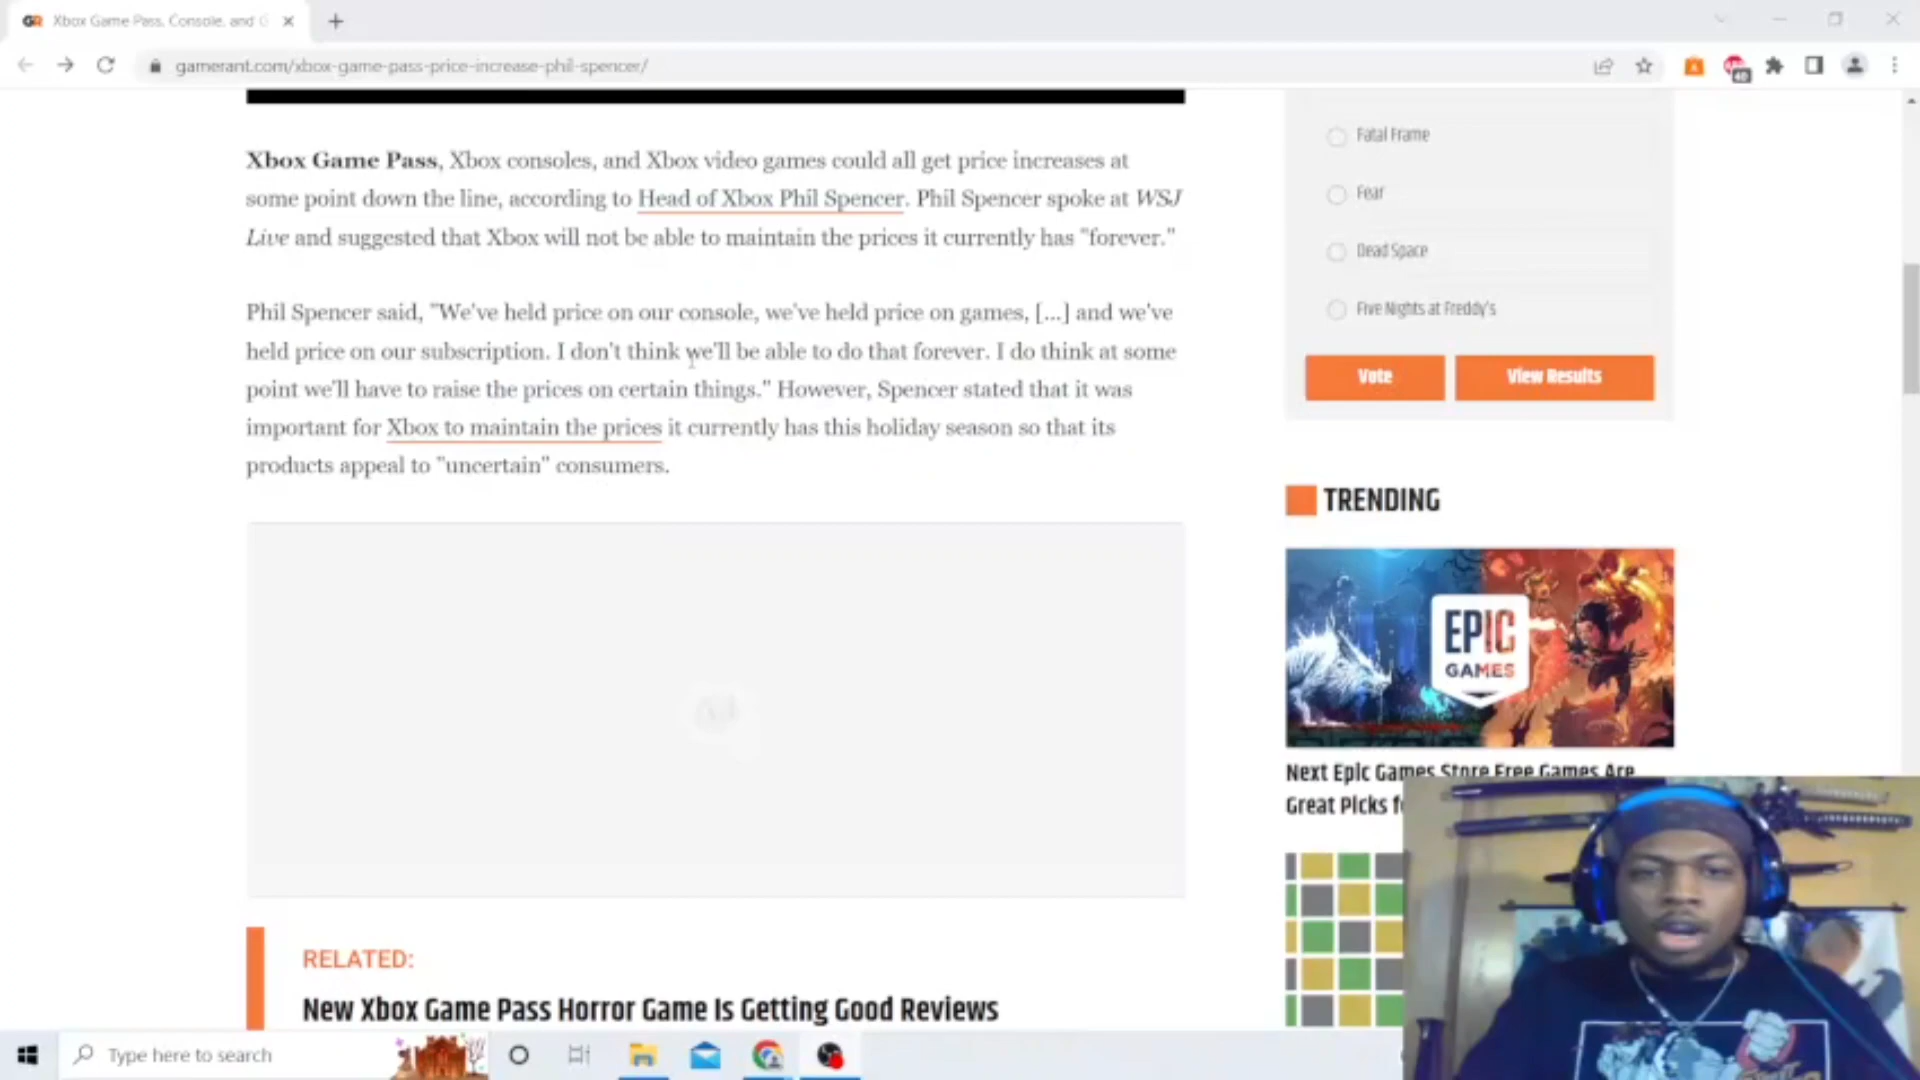 GR Xbox Game Pass, Console, and G
gamerant.com/xbox-game-pass-price-increase-phil-spencer/
40
Xbox Game Pass, Xbox consoles, and Xbox video games could all get price increases at
some point down the line, according to Head of Xbox Phil Spencer. Phil Spencer spoke at WSJ
Live and suggested that Xbox will not be able to maintain the prices it currently has "forever."
Phil Spencer said, "We've held price on our console, we've held price on games, [...] and we've
held price on our subscription. I don't think we'll be able to do that forever. I do think at some
point we'll have to raise the prices on certain things." However, Spencer stated that it was
important for Xbox to maintain the prices it currently has this holiday season so that its
products appeal to "uncertain" consumers.
Ad
RELATED:
New Xbox Game Pass Horror Game Is Getting Good Reviews
Fatal Frame
Fear
Dead Space
Five Nights at Freddy's
Vote View Results
TRENDING
EPIC
GAMES
Next Epic Games Store Free Games Are
Great Picks f
Type here to search